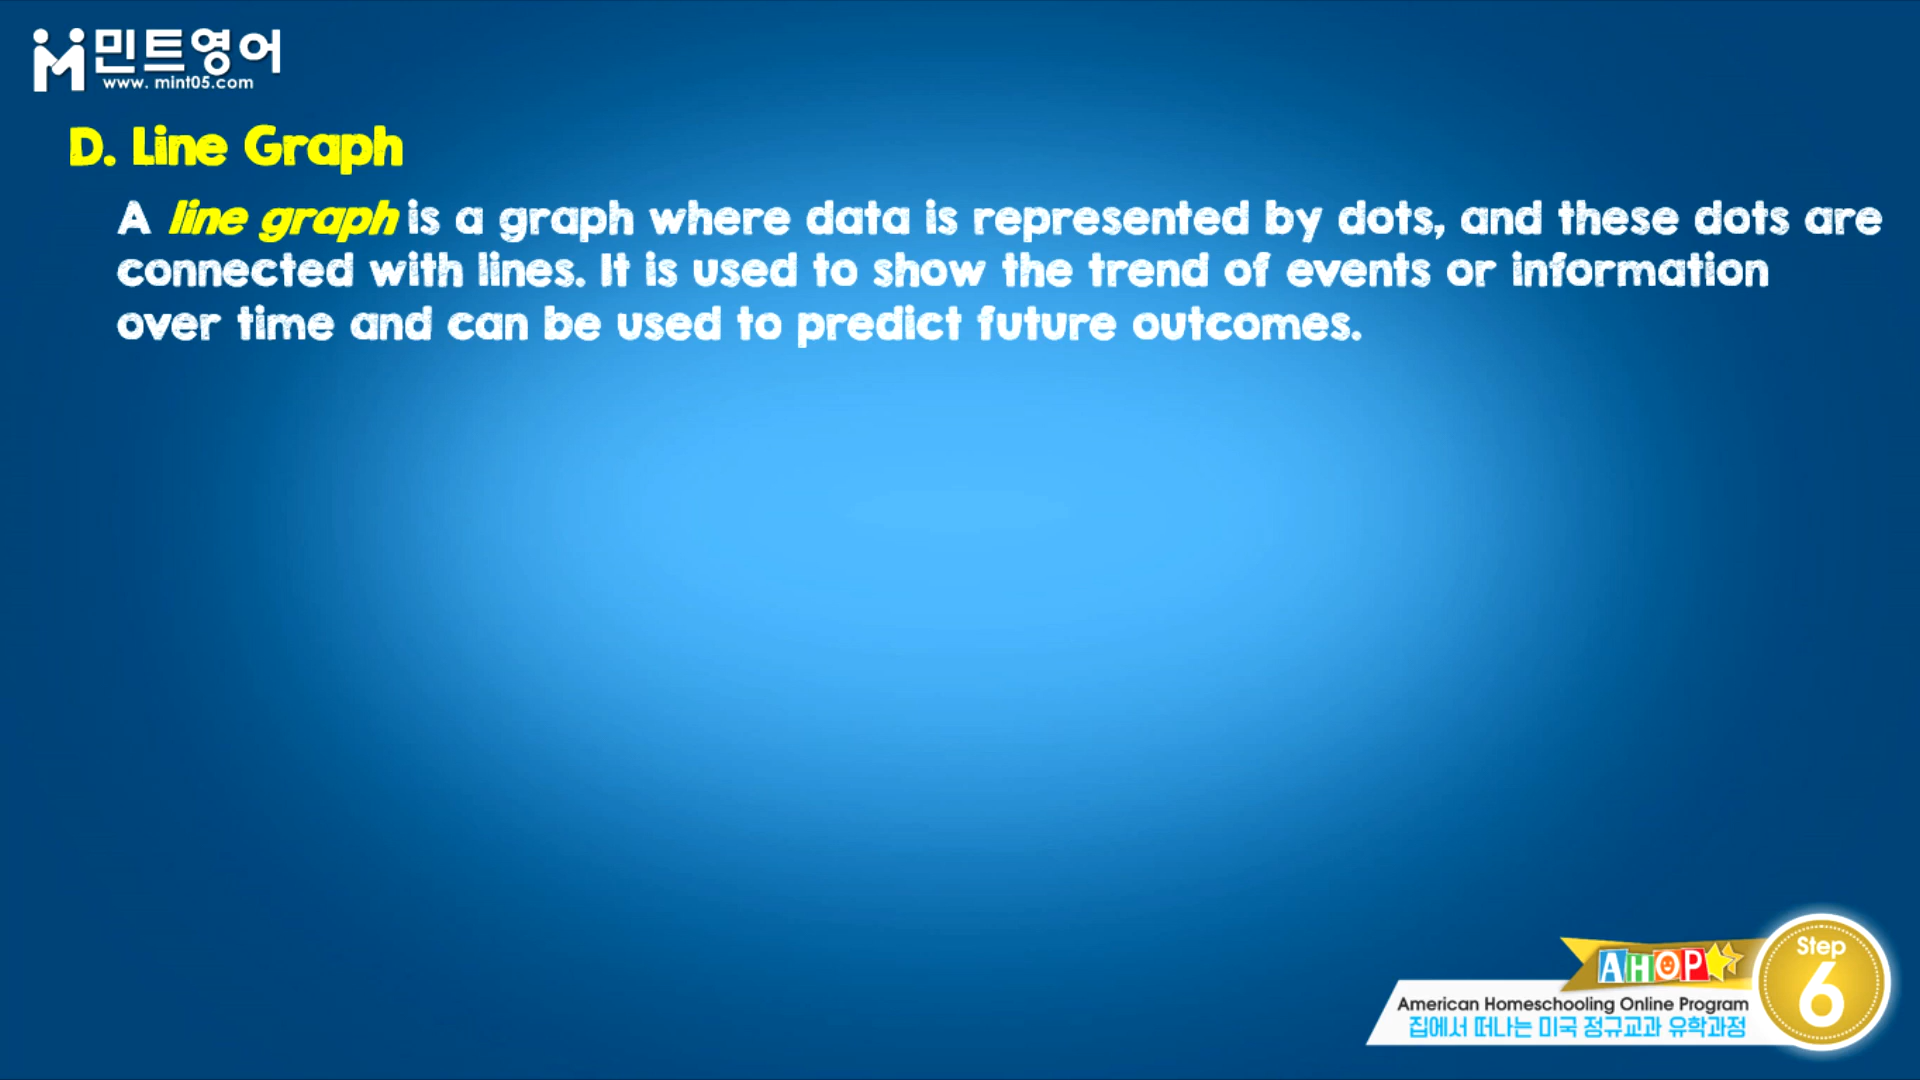 민트영어
www. mint05.com
D. Line Graph
A line graph is a graph where data is represented by dots, and these dots are
connected with lines. It is used to show the trend of events or information
over time and can be used to predict future outcomes.
AHOP
Step
6
American Homeschooling Online Program
집에서 떠나는 미국 정규교과 유학과정